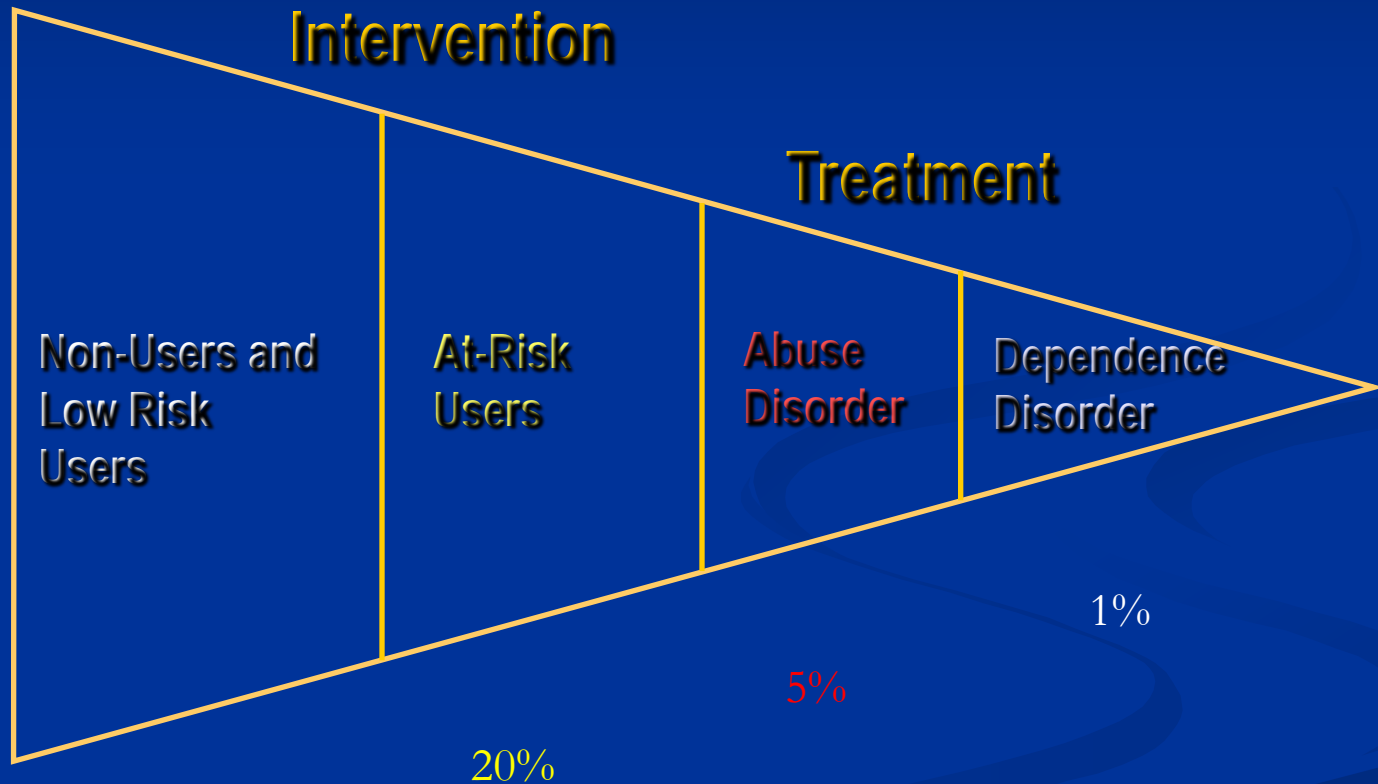 Intervention
Treatment
Non-Users and
Low Risk
Users
At-Risk
Users
Abuse
Disorder
Dependence
Disorder
1%
5%
20%